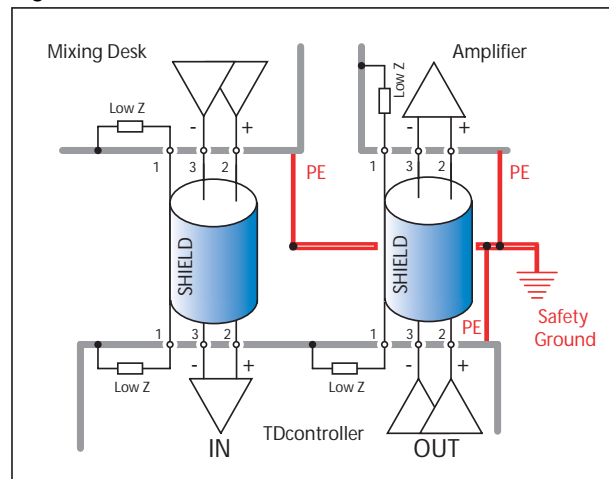 Mixing Desk
Amplifier
Low Z
Low Z
- +
- +
1 3 2
1 3 2
PE
PE
SHIELD
SHIELD
Safety
Ground
PE
1 3 2
1 3 2
- +
- +
Low Z
Low Z
IN
TDcontroller
OUT